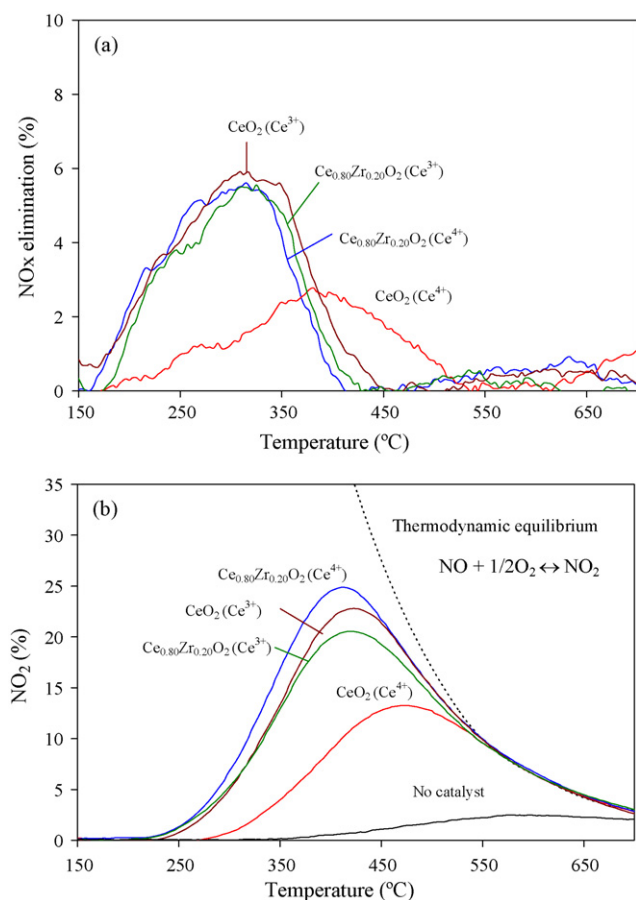 (a)
10
8
6
4
2
0
NOx elimination (%)
CeO₂ (Ce³⁺)
Ce₀.₈₀Zr₀.₂₀O₂ (Ce³⁺)
Ce₀.₈₀Zr₀.₂₀O₂(Ce⁴⁺)
CeO₂ (Ce⁴⁺)
150 250 350 450 550 650
Temperature (ºC)
(b)
35
30
25
20
15
10
5
0
NO₂ (%)
Thermodynamic equilibrium
NO + 1/2O₂ ↔ NO₂
Ce₀.₈₀Zr₀.₂₀O₂ (Ce⁴⁺)
CeO₂ (Ce³⁺)
Ce₀.₈₀Zr₀.₂₀O₂ (Ce³⁺)
CeO₂ (Ce⁴⁺)
No catalyst
150 250 350 450 550 650
Temperature (ºC)